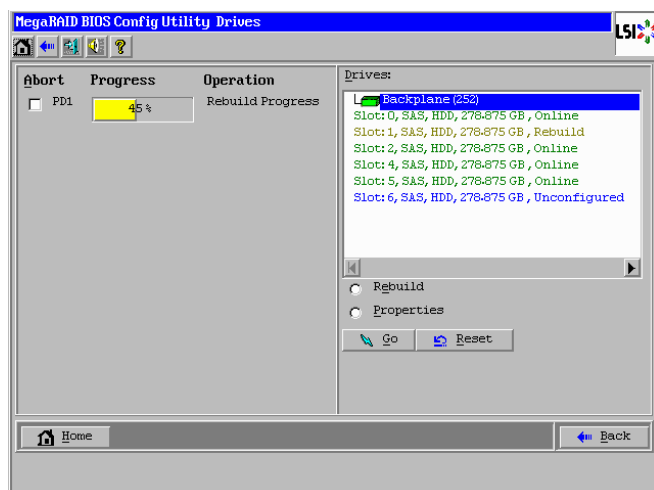 MegaRAID BIOS Config Utility Drives
LSI
Abort Progress Operation
PD1 45% Rebuild Progress
Drives:
Backplane (252)
Slot: 0, SAS, HDD, 278.875 GB, Online
Slot: 1, SAS, HDD, 278.875 GB, Rebuild
Slot: 2, SAS, HDD, 278.875 GB, Online
Slot: 4, SAS, HDD, 278.875 GB, Online
Slot: 5, SAS, HDD, 278.875 GB, Online
Slot: 6, SAS, HDD, 278.875 GB, Unconfigured
Rebuild
Properties
Go Reset
Home Back